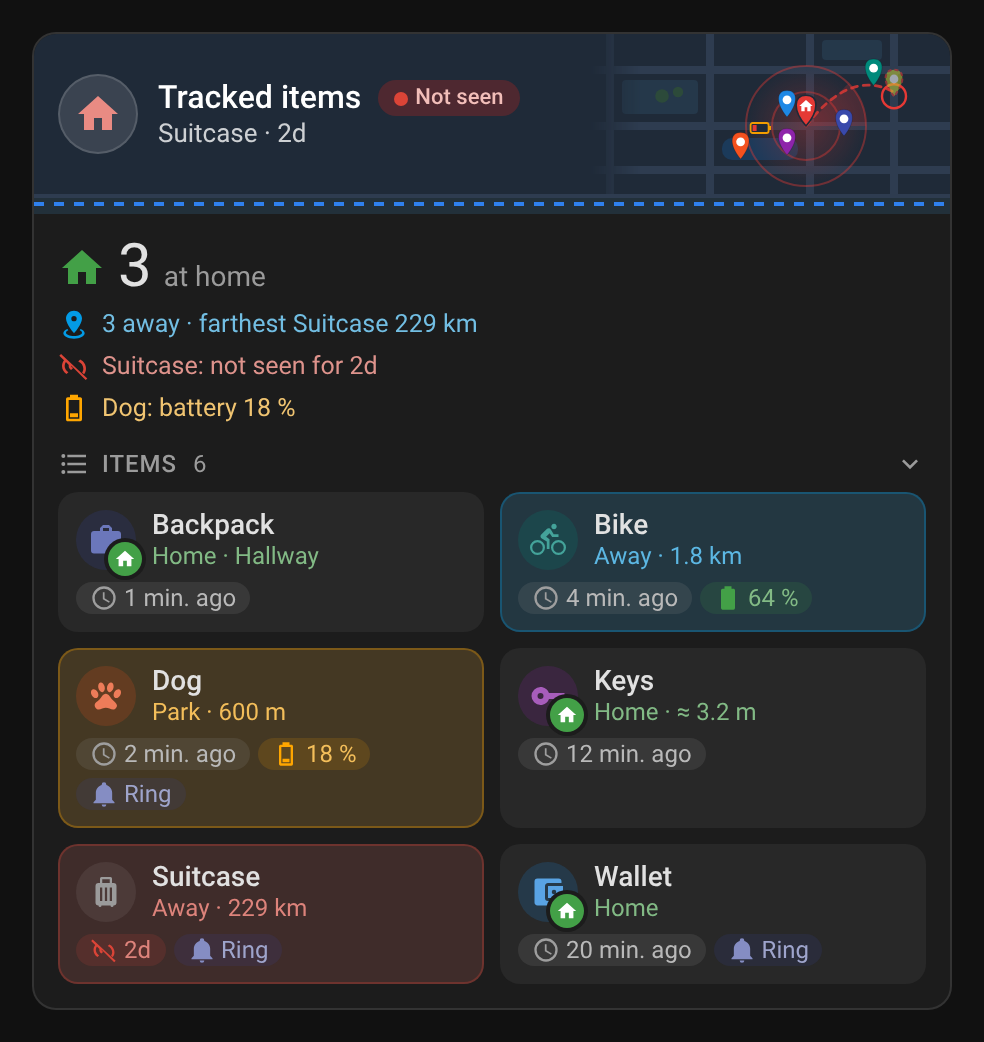 Tracked items
Not seen
Suitcase · 2d
3 at home
3 away · farthest Suitcase 229 km
Suitcase: not seen for 2d
Dog: battery 18 %
ITEMS 6
Backpack
Home · Hallway
1 min. ago
Bike
Away · 1.8 km
4 min. ago
64 %
Dog
Park · 600 m
2 min. ago
18 %
Ring
Keys
Home · ≈ 3.2 m
12 min. ago
Suitcase
Away · 229 km
2d
Ring
Wallet
Home
20 min. ago
Ring